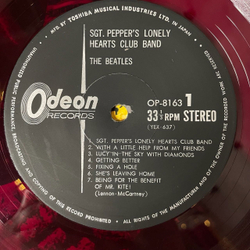 MFD. BY TOSHIBA MUSICAL INDUSTRIES LTD. IN JAPAN
SGT. PEPPER'S LONELY
HEARTS CLUB BAND
THE BEATLES
Odeon
RECORDS
OP-8163 1
33⅓ RPM STEREO
(YEX-637)
1. SGT. PEPPER'S LONELY HEARTS CLUB BAND
2. WITH A LITTLE HELP FROM MY FRIENDS
3. LUCY IN THE SKY WITH DIAMONDS
4. GETTING BETTER
5. FIXING A HOLE
6. SHE'S LEAVING HOME
7. BEING FOR THE BENEFIT
OF MR. KITE!
(Lennon-McCartney)
UNAUTHORIZED PUBLIC PERFORMANCE, BROADCASTING AND COPYING OF THIS RECORD PROHIBITED • ALL RIGHTS OF THE MANUFACTURER AND OF THE OWNER OF THE RECORDED WORK RESERVED